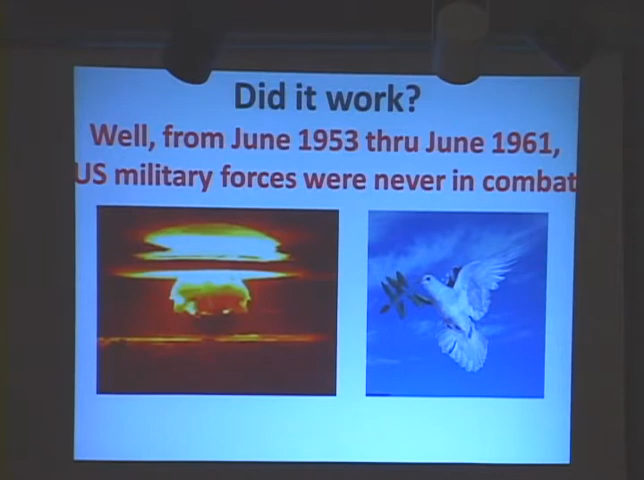 Did it work?
Well, from June 1953 thru June 1961,
US military forces were never in combat